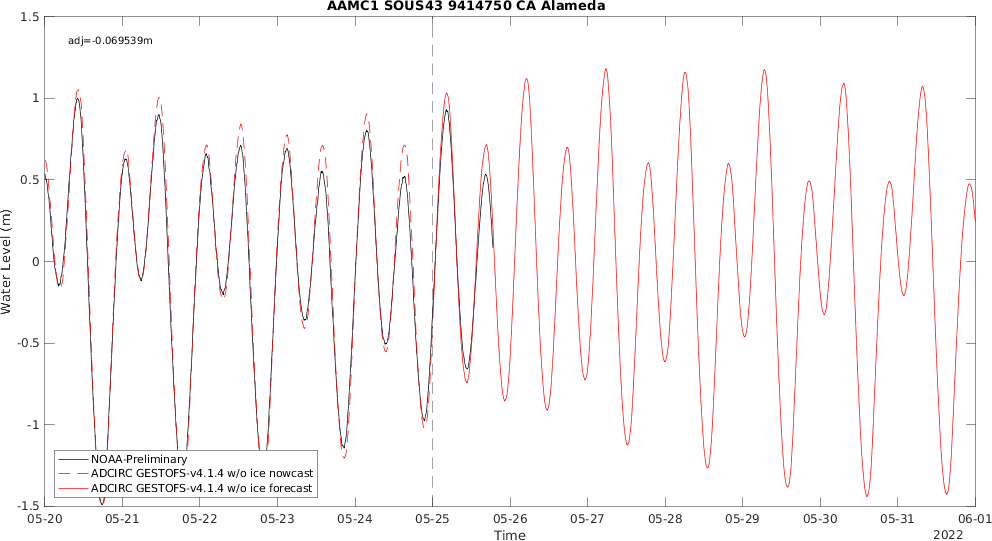 AAMC1 SOUS43 9414750 CA Alameda
adj=-0.069539m
1.5
1
0.5
0
-0.5
-1
-1.5
Water Level (m)
NOAA-Preliminary
ADCIRC GESTOFS-v4.1.4 w/o ice nowcast
ADCIRC GESTOFS-v4.1.4 w/o ice forecast
05-20 05-21 05-22 05-23 05-24 05-25 05-26 05-27 05-28 05-29 05-30 05-31 06-01
Time
2022